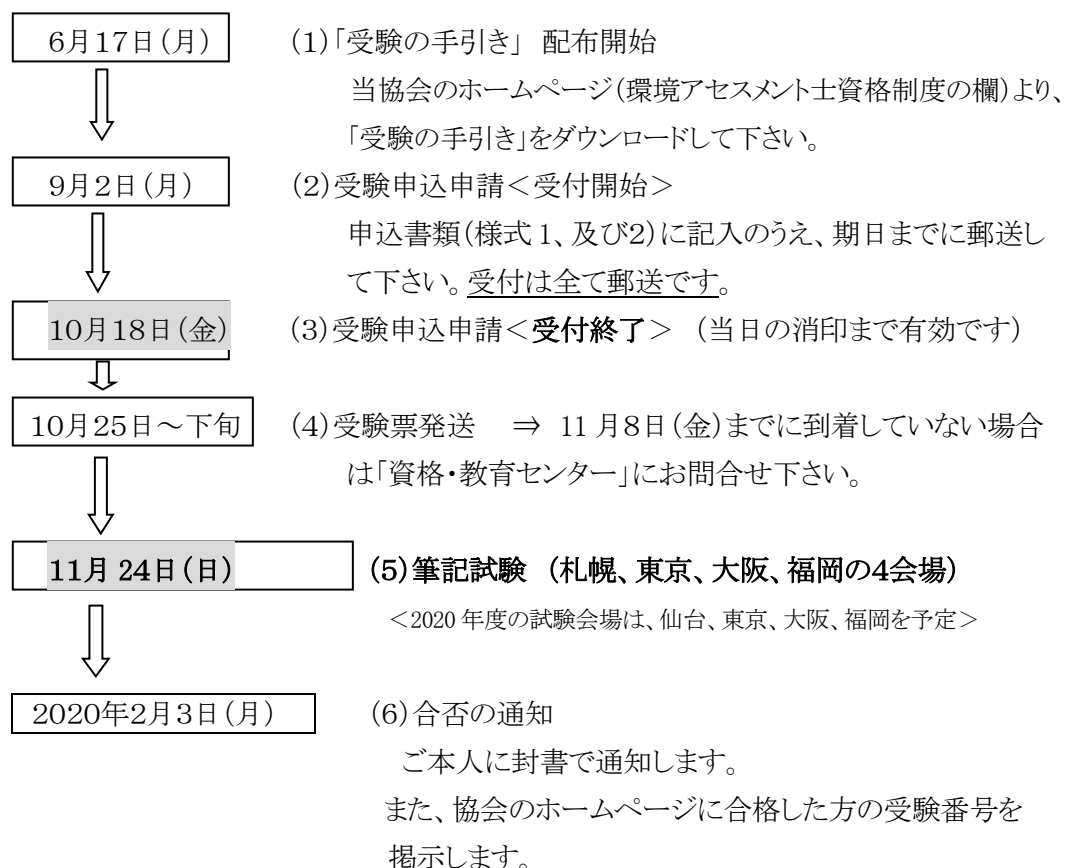 6月17日(月) (1)「受験の手引き」 配布開始
当協会のホームページ(環境アセスメント士資格制度の欄)より、
「受験の手引き」をダウンロードして下さい。
9月2日(月) (2)受験申込申請<受付開始>
申込書類(様式1、及び2)に記入のうえ、期日までに郵送し
て下さい。受付は全て郵送です。
10月18日(金) (3)受験申込申請<受付終了> (当日の消印まで有効です)
10月25日~下旬 (4)受験票発送 ⇒ 11月8日(金)までに到着していない場合
は「資格・教育センター」にお問合せ下さい。
11月24日(日) (5)筆記試験 (札幌、東京、大阪、福岡の4会場)
<2020年度の試験会場は、仙台、東京、大阪、福岡を予定>
2020年2月3日(月) (6)合否の通知
ご本人に封書で通知します。
また、協会のホームページに合格した方の受験番号を
掲示します。